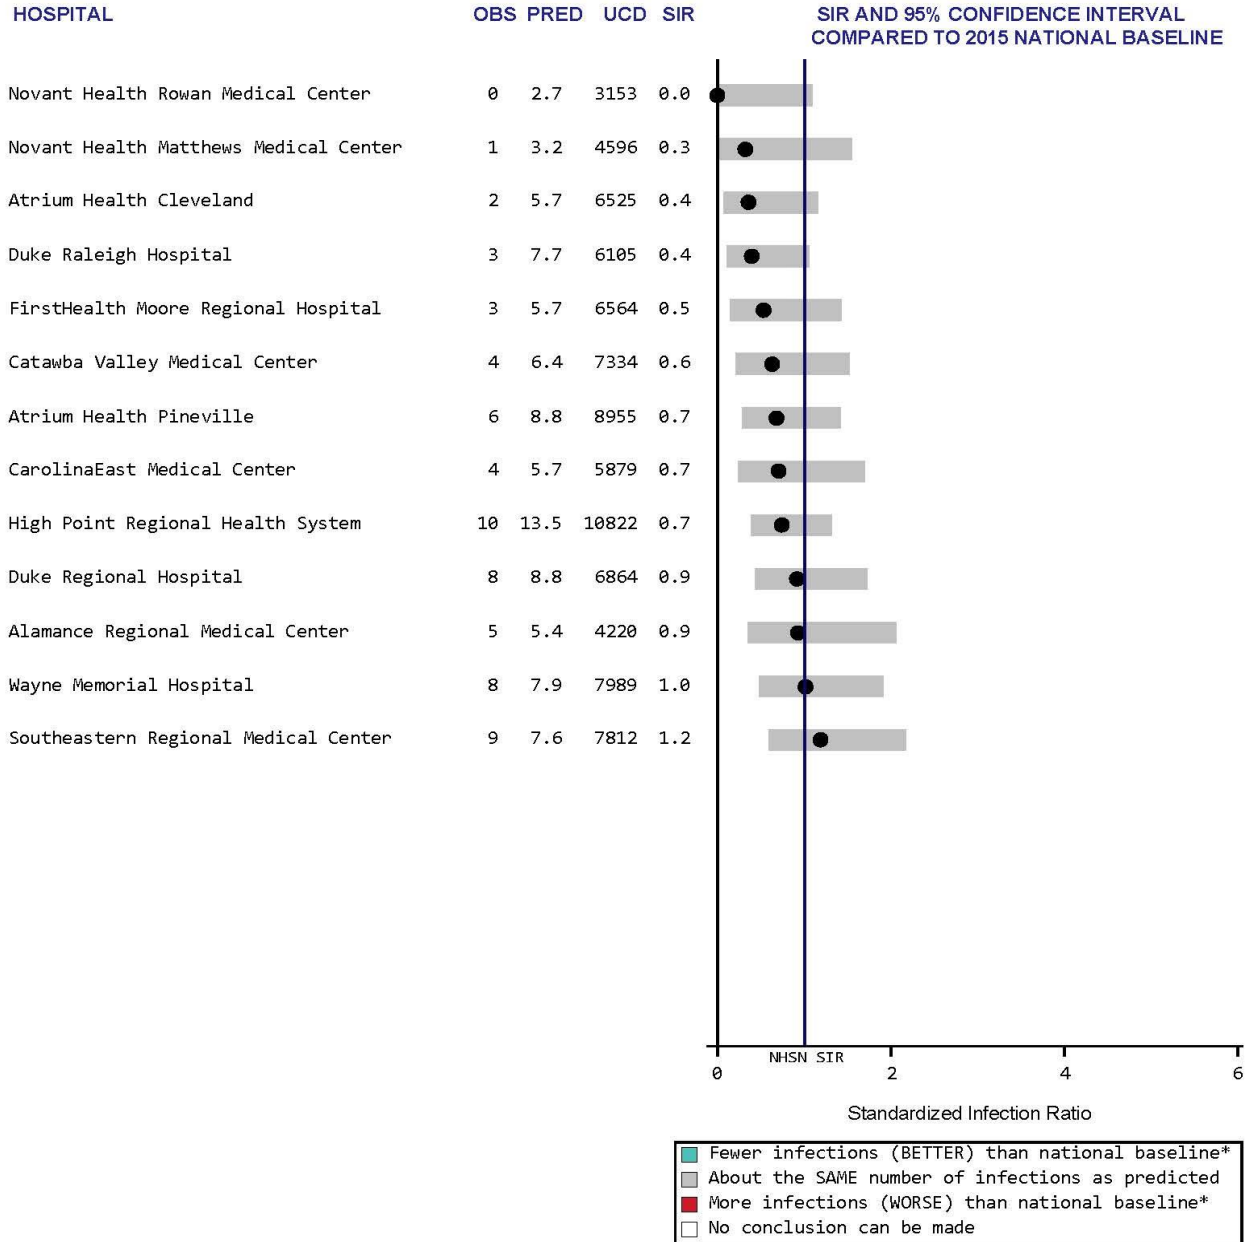 HOSPITAL OBS PRED UCD SIR SIR AND 95% CONFIDENCE INTERVAL
COMPARED TO 2015 NATIONAL BASELINE
Novant Health Rowan Medical Center 0 2.7 3153 0.0
Novant Health Matthews Medical Center 1 3.2 4596 0.3
Atrium Health Cleveland 2 5.7 6525 0.4
Duke Raleigh Hospital 3 7.7 6105 0.4
FirstHealth Moore Regional Hospital 3 5.7 6564 0.5
Catawba Valley Medical Center 4 6.4 7334 0.6
Atrium Health Pineville 6 8.8 8955 0.7
CarolinaEast Medical Center 4 5.7 5879 0.7
High Point Regional Health System 10 13.5 10822 0.7
Duke Regional Hospital 8 8.8 6864 0.9
Alamance Regional Medical Center 5 5.4 4220 0.9
Wayne Memorial Hospital 8 7.9 7989 1.0
Southeastern Regional Medical Center 9 7.6 7812 1.2
NHSN SIR
0 2 4 6
Standardized Infection Ratio
Fewer infections (BETTER) than national baseline*
About the SAME number of infections as predicted
More infections (WORSE) than national baseline*
No conclusion can be made